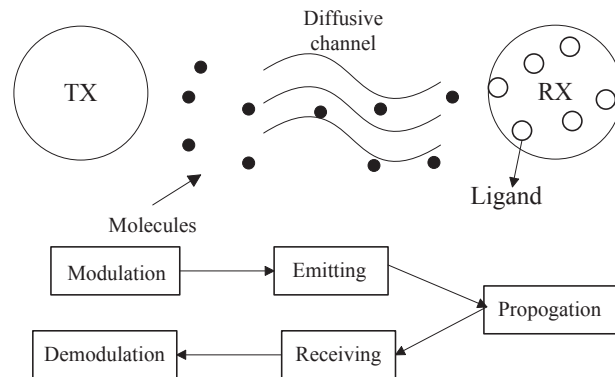 Diffusive
channel
TX
RX
Ligand
Molecules
Modulation
Emitting
Propogation
Demodulation
Receiving